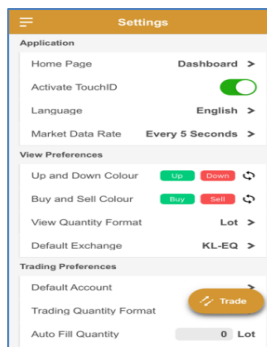 Settings
Application
Home Page Dashboard >
Activate TouchID
Language English >
Market Data Rate Every 5 Seconds >
View Preferences
Up and Down Colour Up Down
Buy and Sell Colour Buy Sell
View Quantity Format Lot >
Default Exchange KL-EQ >
Trading Preferences
Default Account >
Trade
Trading Quantity Format
Auto Fill Quantity 0 Lot